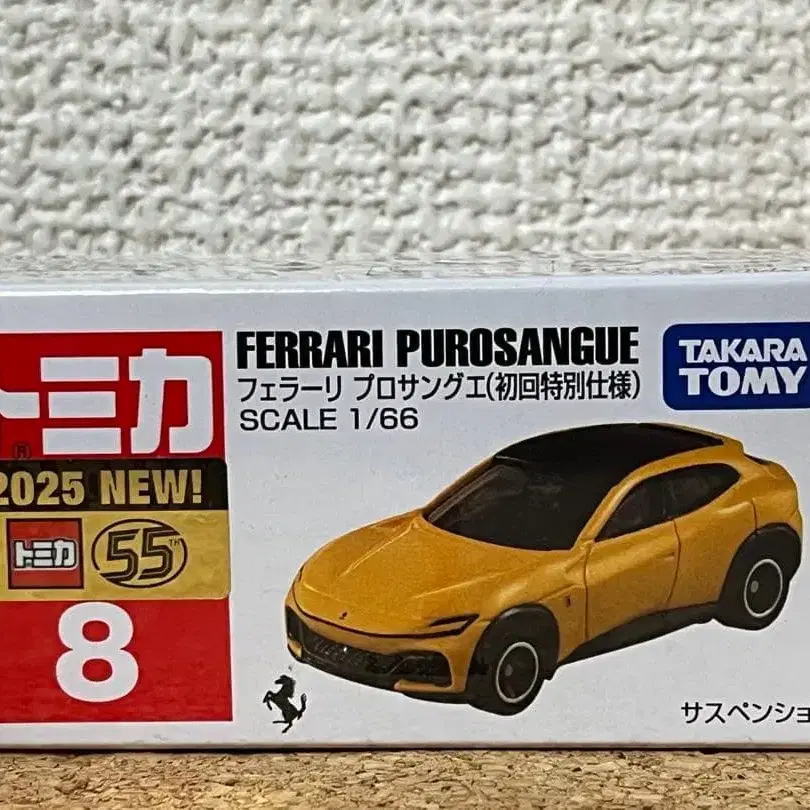 トミカ
®
2025 NEW!
トミカ 55TH
8
FERRARI PUROSANGUE
フェラーリ プロサングエ(初回特別仕様)
SCALE 1/66
TAKARA
TOMY
サスペンショ